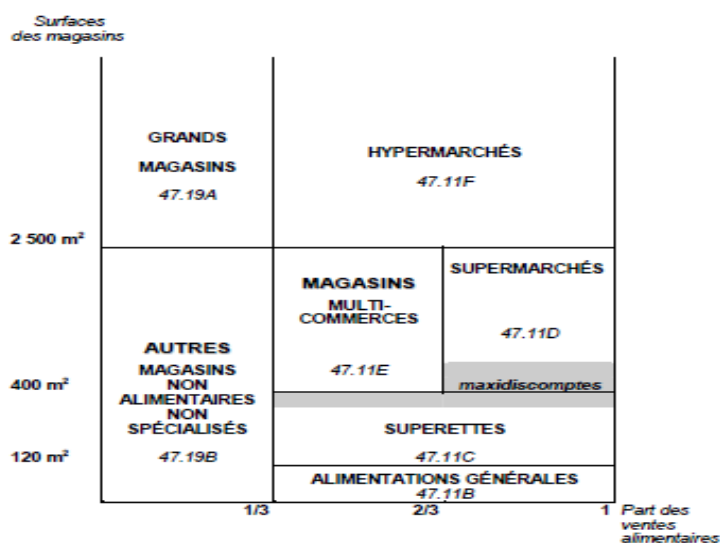 Surfaces
des magasins
GRANDS
MAGASINS
47.19A
HYPERMARCHÉS
47.11F
2 500 m²
MAGASINS
MULTI-
COMMERCES
47.11E
SUPERMARCHÉS
47.11D
AUTRES
MAGASINS
NON
ALIMENTAIRES
NON
SPÉCIALISÉS
47.19B
400 m²
maxidiscomptes
SUPERETTES
47.11C
120 m²
ALIMENTATIONS GÉNÉRALES
47.11B
1/3
2/3
1
Part des
ventes
alimentaires